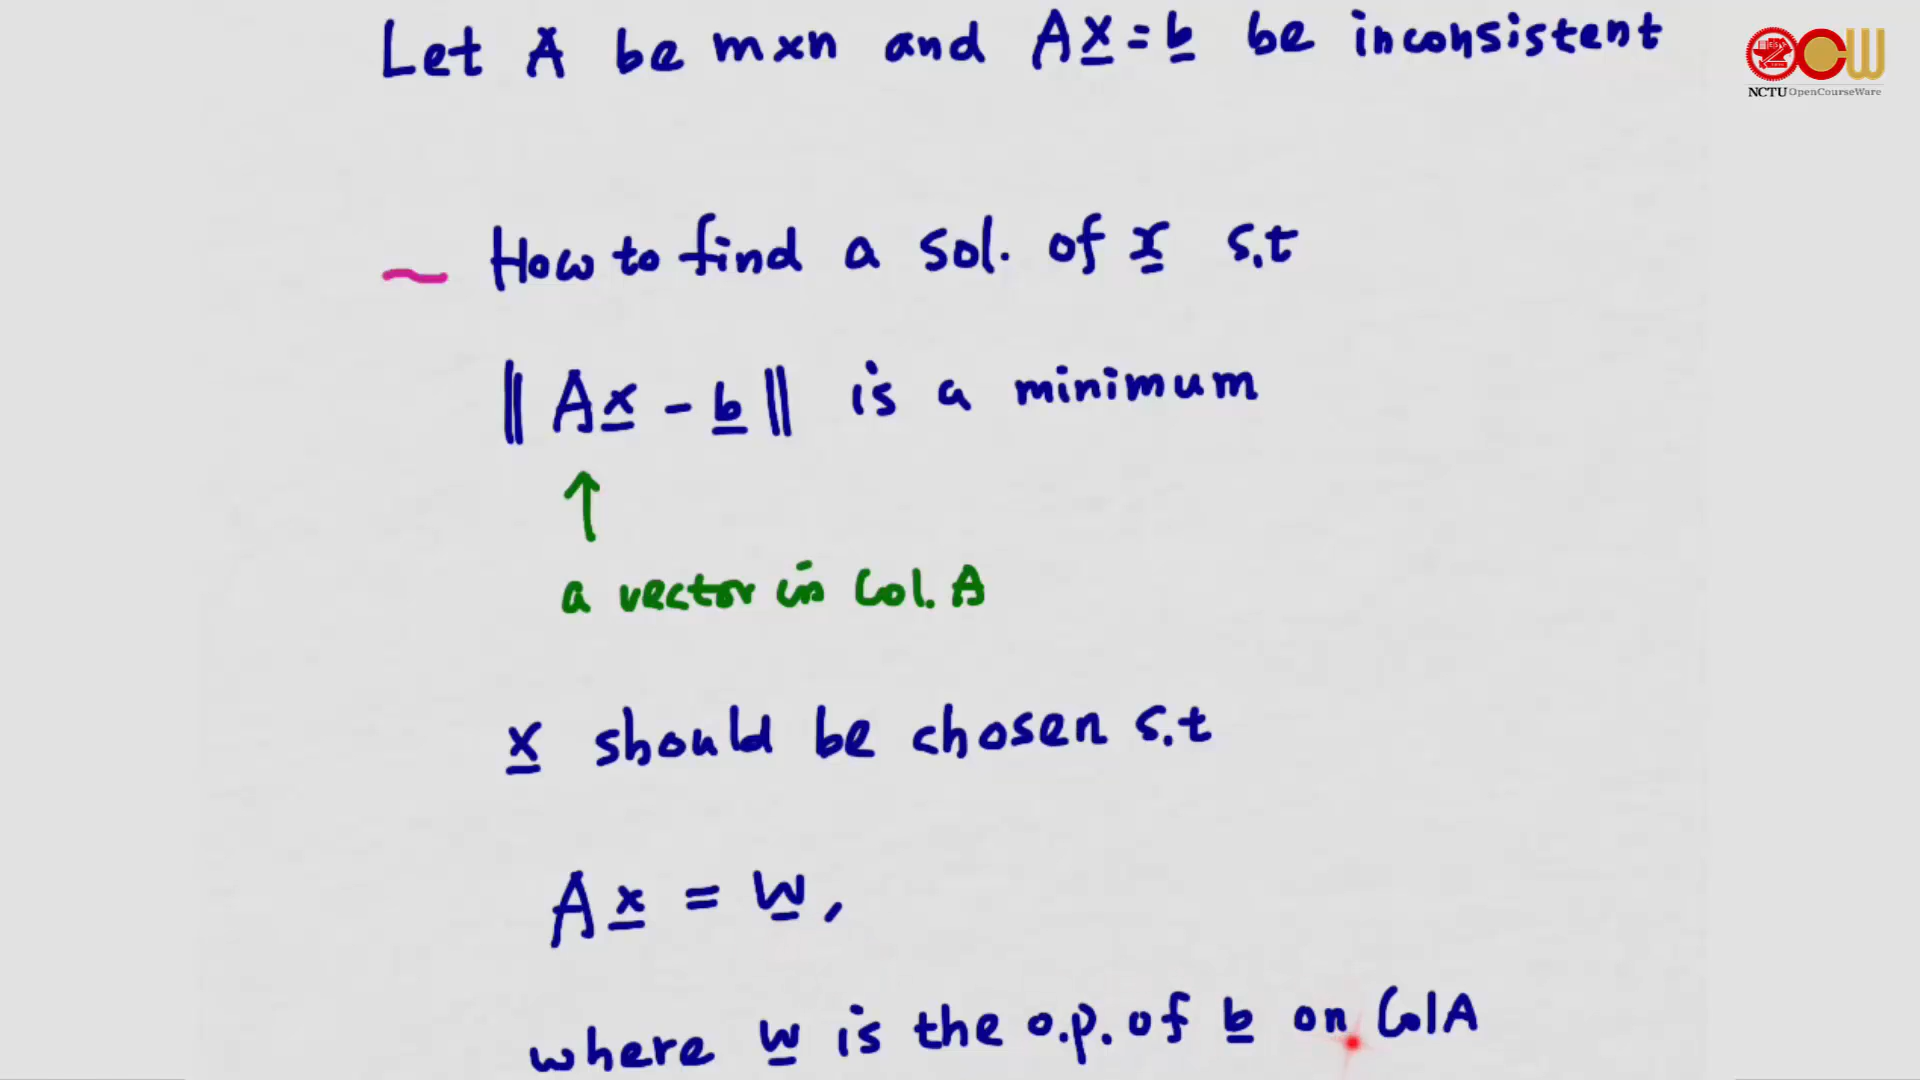 Let A be mxn and Ax = b be inconsistent
NCTU OpenCourseWare
How to find a sol. of x s.t
‖Ax - b‖ is a minimum
↑
a vector in Col. A
x should be chosen s.t
Ax = w,
where w is the o.p. of b on ColA